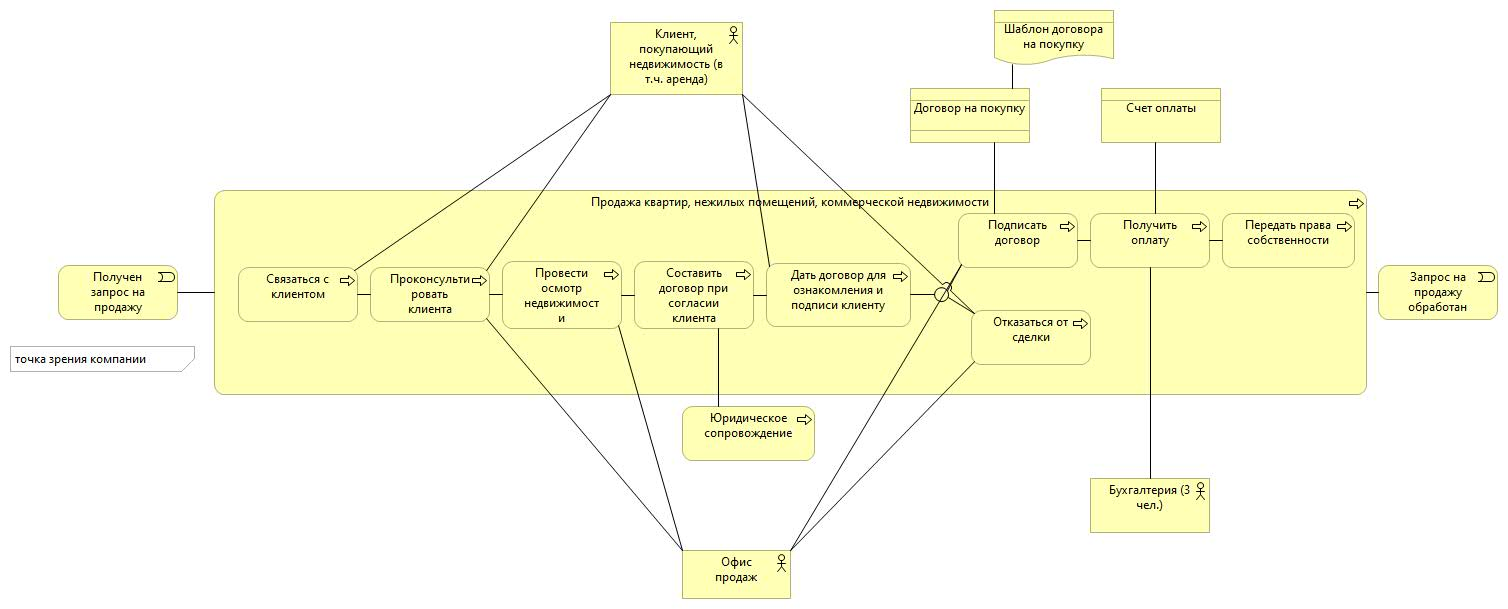 Клиент,
покупающий
недвижимость (в
т.ч. аренда)
Шаблон договора
на покупку
Договор на покупку
Счет оплаты
Продажа квартир, нежилых помещений, коммерческой недвижимости
Получен
запрос на
продажу
Связаться с
клиентом
Проконсульти
ровать
клиента
Провести
осмотр
недвижимост
и
Составить
договор при
согласии
клиента
Дать договор для
ознакомления и
подписи клиенту
Подписать
договор
Получить
оплату
Передать права
собственности
Отказаться от
сделки
Запрос на
продажу
обработан
точка зрения компании
Юридическое
сопровождение
Бухгалтерия (3
чел.)
Офис
продаж